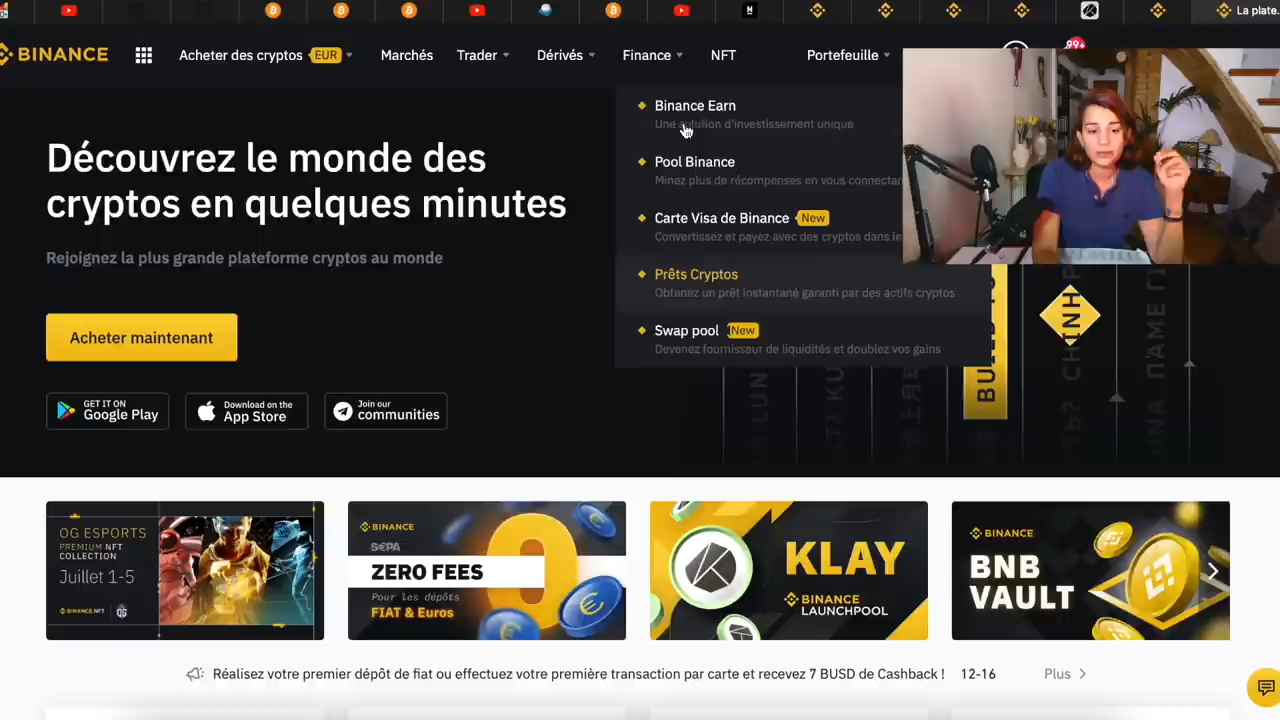 La plate.
BINANCE
Acheter des cryptos EUR
Marchés
Trader
Dérivés
Finance
NFT
Portefeuille
99+
Binance Earn
Une solution d'investissement unique
Pool Binance
Minez plus de récompenses en vous connectan
Carte Visa de Binance New
Convertissez et payez avec des cryptos dans le
Prêts Cryptos
Obtenez un prêt instantané garanti par des actifs cryptos
Swap pool New
Devenez fournisseur de liquidités et doublez vos gains
Découvrez le monde des
cryptos en quelques minutes
Rejoignez la plus grande plateforme cryptos au monde
Acheter maintenant
GET IT ON
Google Play
Download on the
App Store
Join our
communities
OG ESPORTS
PREMIUM NFT
COLLECTION
Juillet 1-5
BINANCE NFT
OG
BINANCE
SEPA
ZERO FEES
Pour les dépôts
FIAT & Euros
0
KLAY
BINANCE
LAUNCHPOOL
BINANCE
BNB
VAULT
Réalisez votre premier dépôt de fiat ou effectuez votre première transaction par carte et recevez 7 BUSD de Cashback ! 12-16
Plus